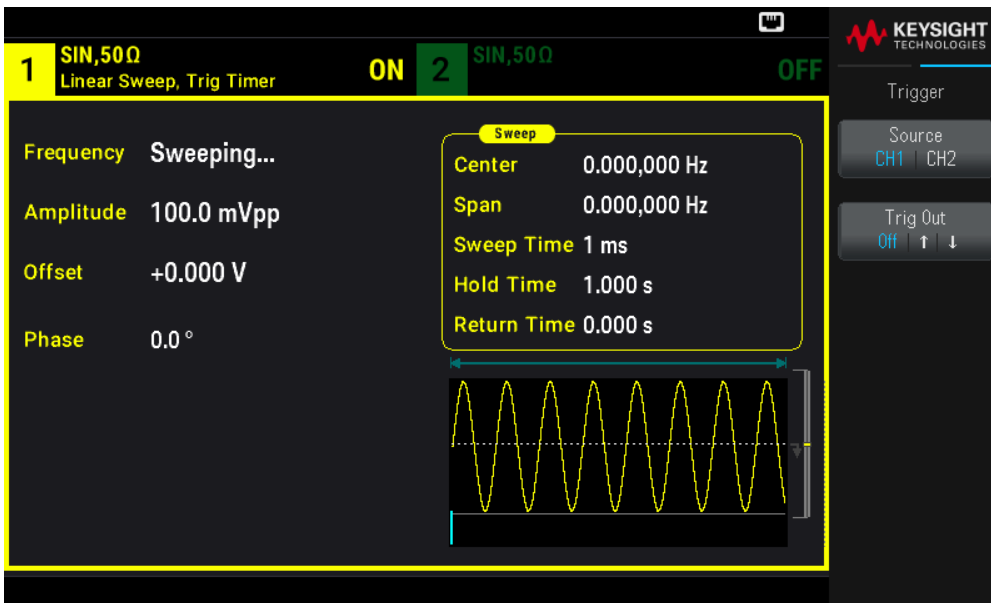 KEYSIGHT
TECHNOLOGIES
1 SIN,50Ω
Linear Sweep, Trig Timer
ON
2 SIN,50Ω
OFF
Frequency Sweeping...
Amplitude 100.0 mVpp
Offset +0.000 V
Phase 0.0 °
Sweep
Center 0.000,000 Hz
Span 0.000,000 Hz
Sweep Time 1 ms
Hold Time 1.000 s
Return Time 0.000 s
Trigger
Source
CH1 | CH2
Trig Out
Off | ↑ | ↓